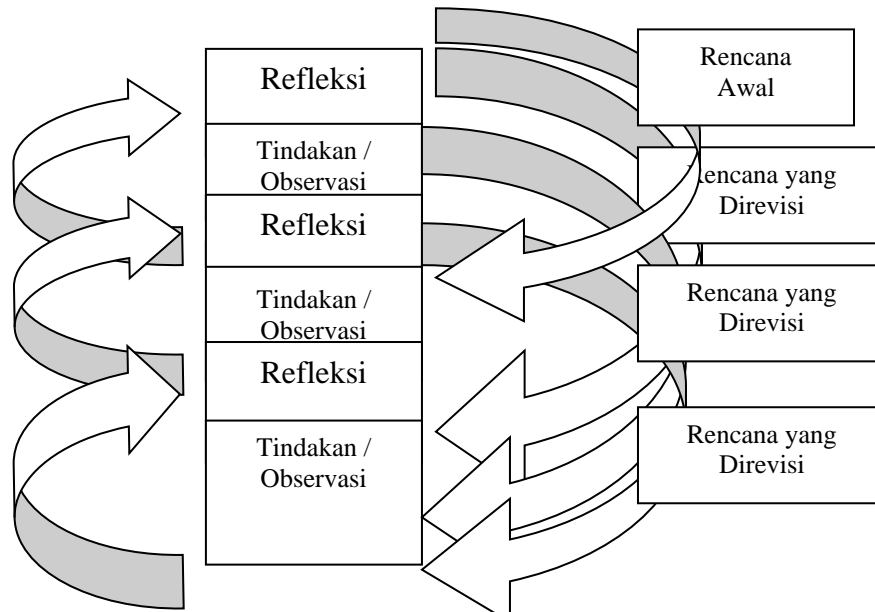 Refleksi
Tindakan /
Observasi
Refleksi
Tindakan /
Observasi
Refleksi
Tindakan /
Observasi
Rencana
Awal
Rencana yang
Direvisi
Rencana yang
Direvisi
Rencana yang
Direvisi